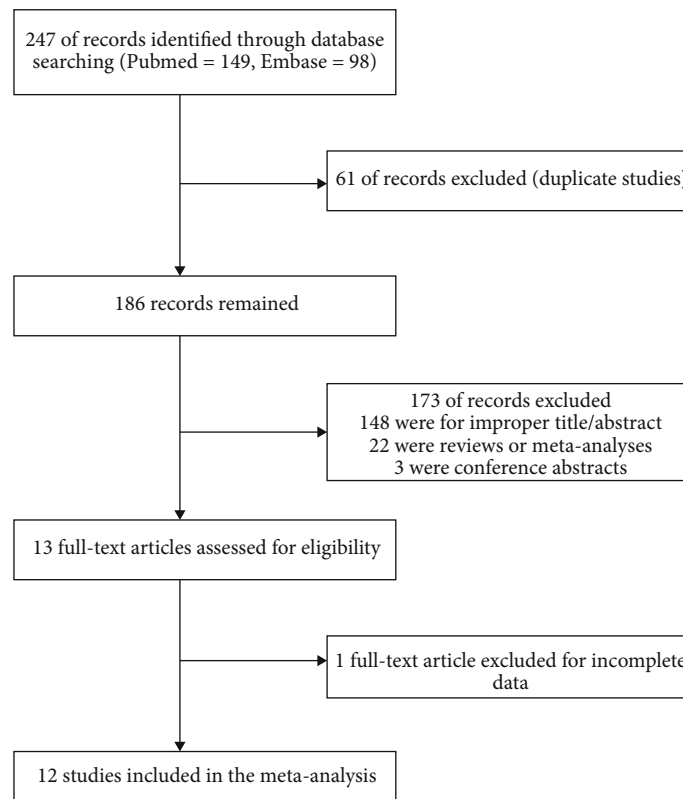 247 of records identified through database
searching (Pubmed = 149, Embase = 98)
61 of records excluded (duplicate studies)
186 records remained
173 of records excluded
148 were for improper title/abstract
22 were reviews or meta-analyses
3 were conference abstracts
13 full-text articles assessed for eligibility
1 full-text article excluded for incomplete
data
12 studies included in the meta-analysis